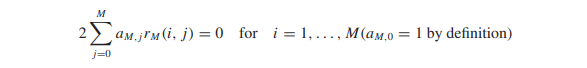 2 ∑_{j=0}^{M} a_{M,j} r_M(i, j) = 0 for i = 1, . . . , M(a_{M,0} = 1 by definition)